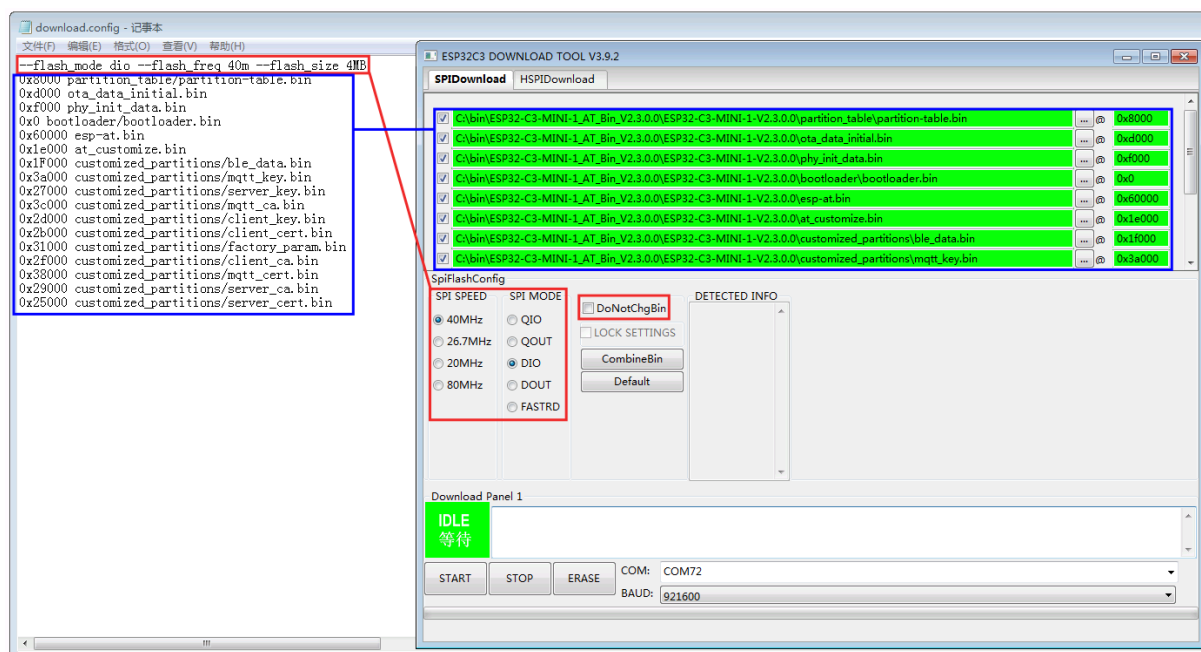 download.config - 记事本
文件(F) 编辑(E) 格式(O) 查看(V) 帮助(H)
--flash_mode dio --flash_freq 40m --flash_size 4MB
0x8000 partition_table/partition-table.bin
0xd000 ota_data_initial.bin
0xf000 phy_init_data.bin
0x0 bootloader/bootloader.bin
0x60000 esp-at.bin
0x1e000 at_customize.bin
0x1F000 customized_partitions/ble_data.bin
0x3a000 customized_partitions/mqtt_key.bin
0x27000 customized_partitions/server_key.bin
0x3c000 customized_partitions/mqtt_ca.bin
0x2d000 customized_partitions/client_key.bin
0x2b000 customized_partitions/client_cert.bin
0x31000 customized_partitions/factory_param.bin
0x2f000 customized_partitions/client_ca.bin
0x38000 customized_partitions/mqtt_cert.bin
0x29000 customized_partitions/server_ca.bin
0x25000 customized_partitions/server_cert.bin
ESP32C3 DOWNLOAD TOOL V3.9.2
SPIDownload HSPIDownload
C:\bin\ESP32-C3-MINI-1_AT_Bin_V2.3.0.0\ESP32-C3-MINI-1-V2.3.0.0\partition_table\partition-table.bin ... @ 0x8000
C:\bin\ESP32-C3-MINI-1_AT_Bin_V2.3.0.0\ESP32-C3-MINI-1-V2.3.0.0\ota_data_initial.bin ... @ 0xd000
C:\bin\ESP32-C3-MINI-1_AT_Bin_V2.3.0.0\ESP32-C3-MINI-1-V2.3.0.0\phy_init_data.bin ... @ 0xf000
C:\bin\ESP32-C3-MINI-1_AT_Bin_V2.3.0.0\ESP32-C3-MINI-1-V2.3.0.0\bootloader\bootloader.bin ... @ 0x0
C:\bin\ESP32-C3-MINI-1_AT_Bin_V2.3.0.0\ESP32-C3-MINI-1-V2.3.0.0\esp-at.bin ... @ 0x60000
C:\bin\ESP32-C3-MINI-1_AT_Bin_V2.3.0.0\ESP32-C3-MINI-1-V2.3.0.0\at_customize.bin ... @ 0x1e000
C:\bin\ESP32-C3-MINI-1_AT_Bin_V2.3.0.0\ESP32-C3-MINI-1-V2.3.0.0\customized_partitions\ble_data.bin ... @ 0x1f000
C:\bin\ESP32-C3-MINI-1_AT_Bin_V2.3.0.0\ESP32-C3-MINI-1-V2.3.0.0\customized_partitions\mqtt_key.bin ... @ 0x3a000
SpiFlashConfig
SPI SPEED SPI MODE DETECTED INFO
DoNotChgBin
40MHz QIO
LOCK SETTINGS
26.7MHz QOUT
CombineBin
20MHz DIO
Default
80MHz DOUT
FASTRD
Download Panel 1
IDLE
等待
START STOP ERASE
COM: COM72
BAUD: 921600